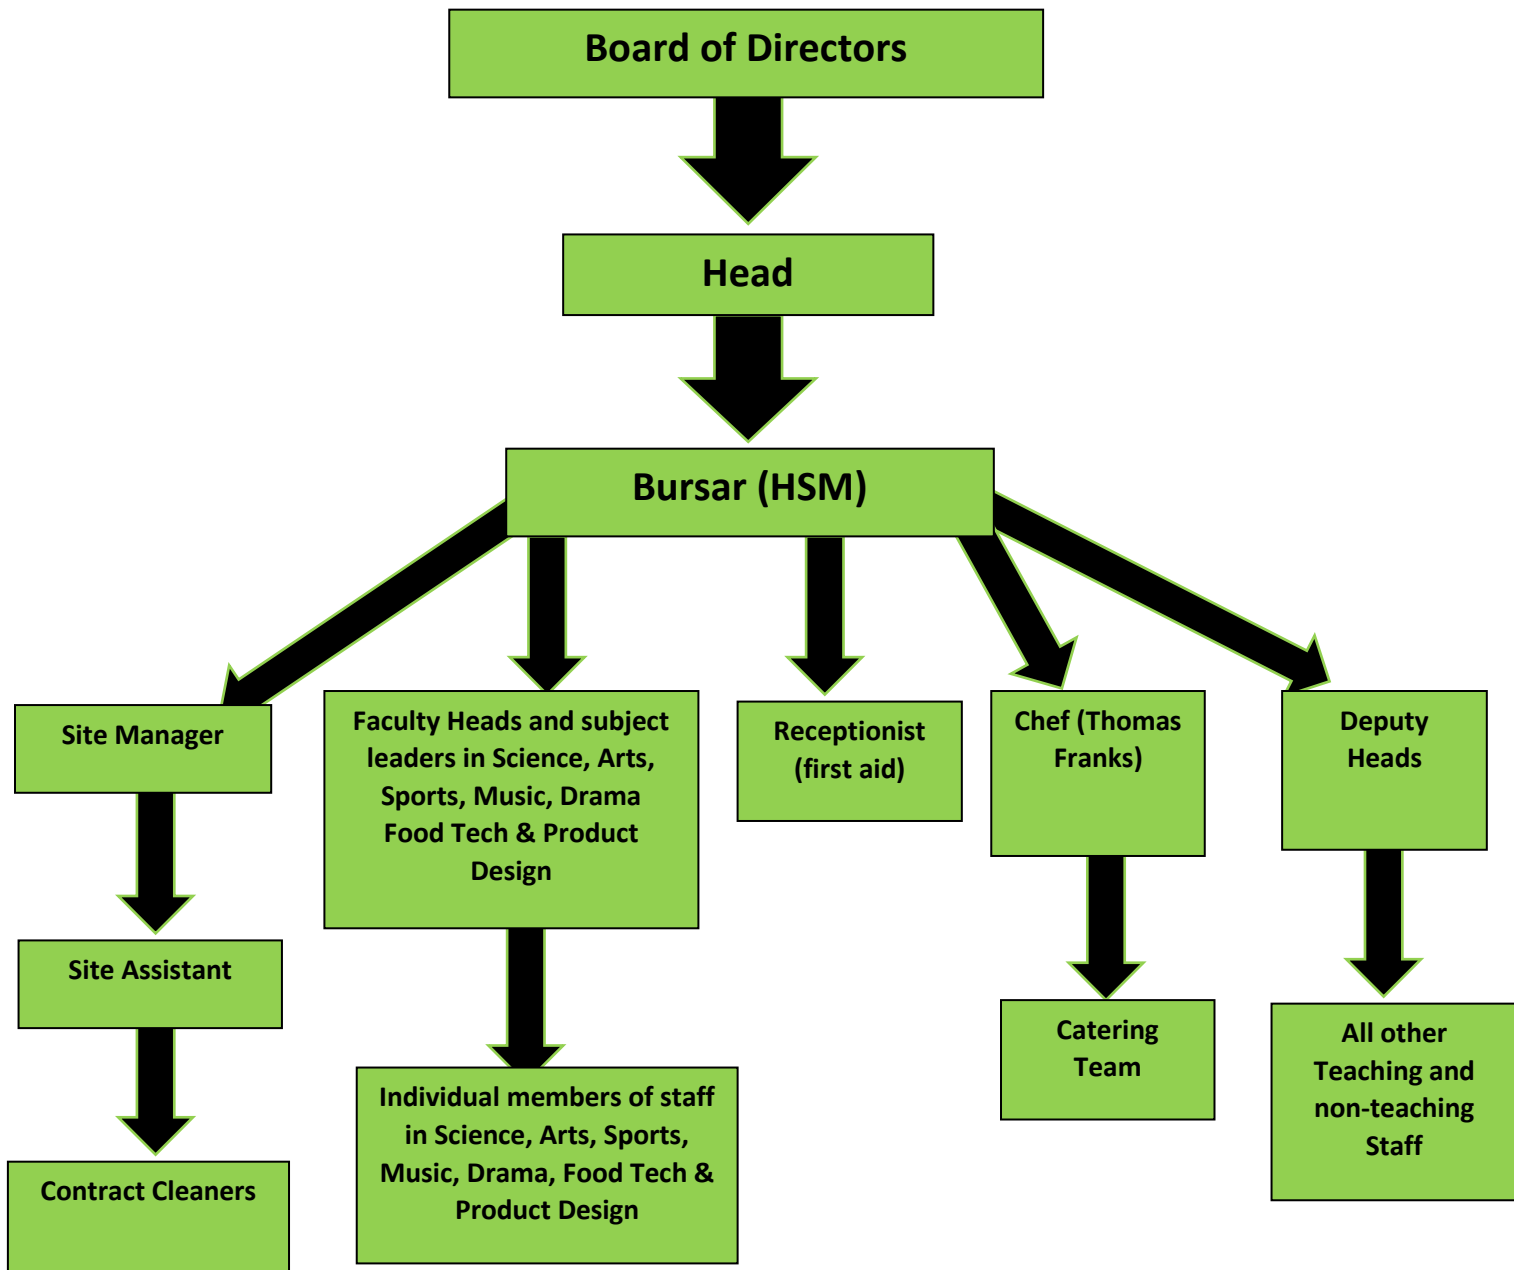 Board of Directors
Head
Bursar (HSM)
Site Manager
Faculty Heads and subject
leaders in Science, Arts,
Sports, Music, Drama
Food Tech & Product
Design
Receptionist
(first aid)
Chef (Thomas
Franks)
Deputy
Heads
Site Assistant
Catering
Team
All other
Teaching and
non-teaching
Staff
Individual members of staff
in Science, Arts, Sports,
Music, Drama, Food Tech &
Product Design
Contract Cleaners